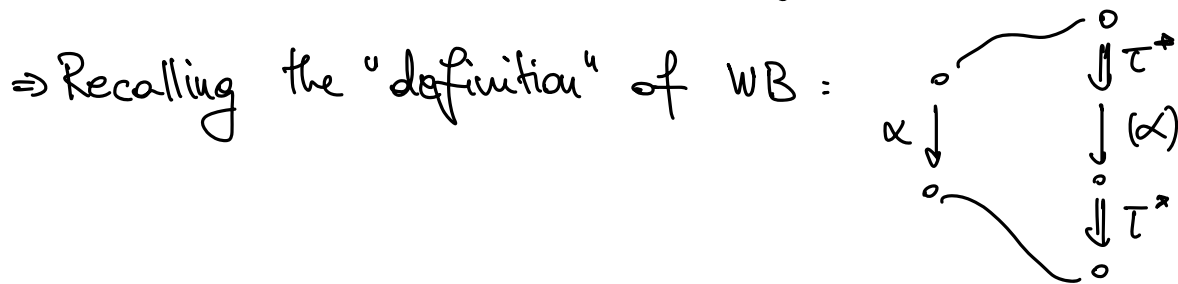 ⇒ Recalling the "definition" of WB :
τ*
α (α)
τ*